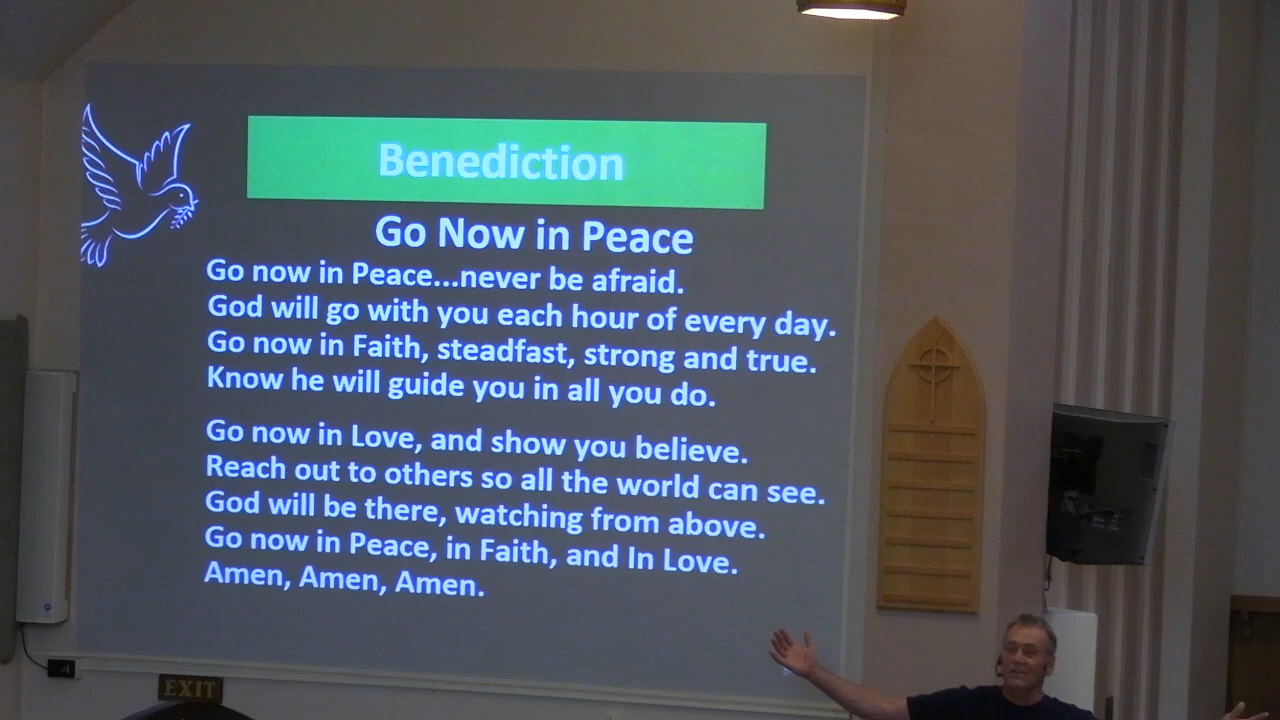 Benediction
Go Now in Peace
Go now in Peace...never be afraid.
God will go with you each hour of every day.
Go now in Faith, steadfast, strong and true.
Know he will guide you in all you do.
Go now in Love, and show you believe.
Reach out to others so all the world can see.
God will be there, watching from above.
Go now in Peace, in Faith, and In Love.
Amen, Amen, Amen.
EXIT